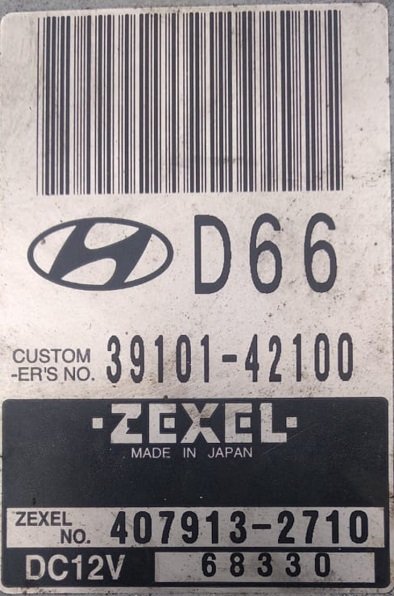 D66
CUSTOM
-ER'S NO. 39101-42100
·ZEXEL·
MADE IN JAPAN
ZEXEL
NO. 407913-2710
DC12V 68330